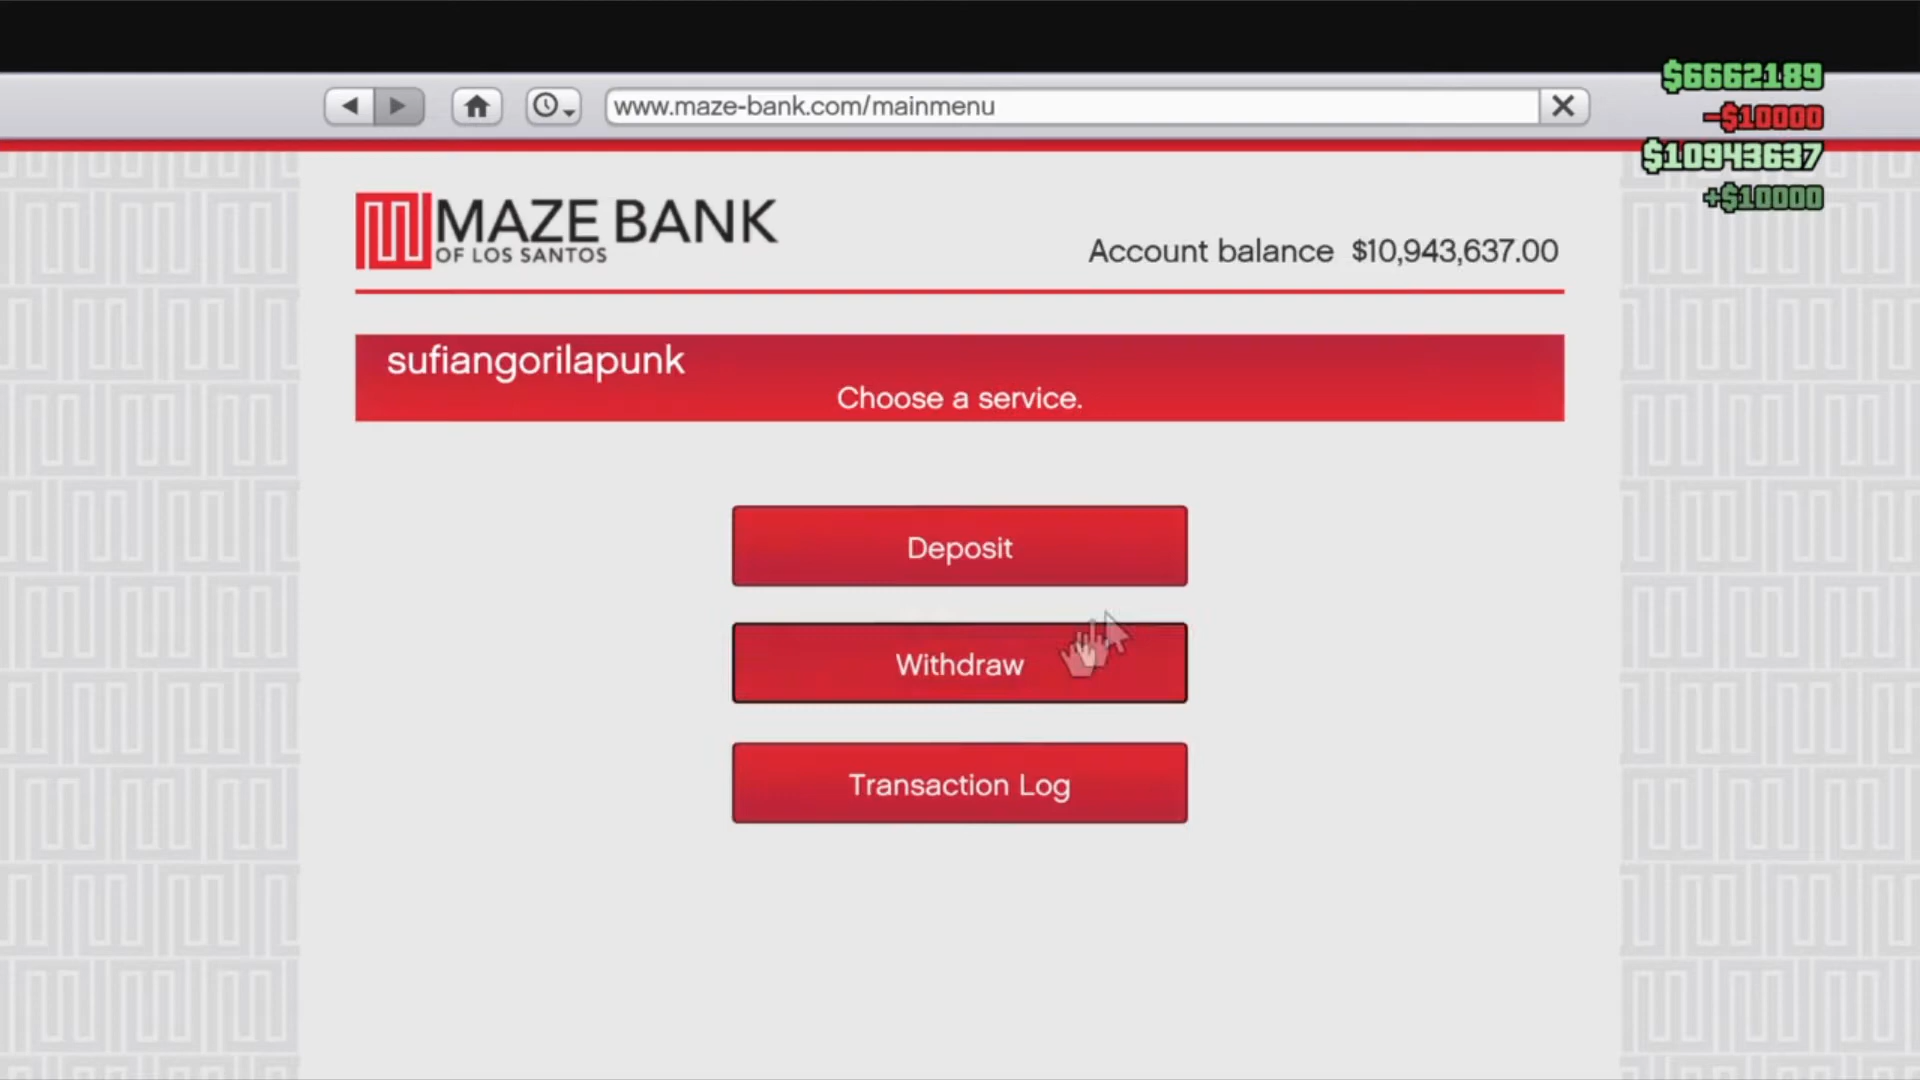 www.maze-bank.com/mainmenu
$6662189
-$10000
$10943637
+$10000
MAZE BANK
OF LOS SANTOS
Account balance $10,943,637.00
sufiangorilapunk
Choose a service.
Deposit
Withdraw
Transaction Log